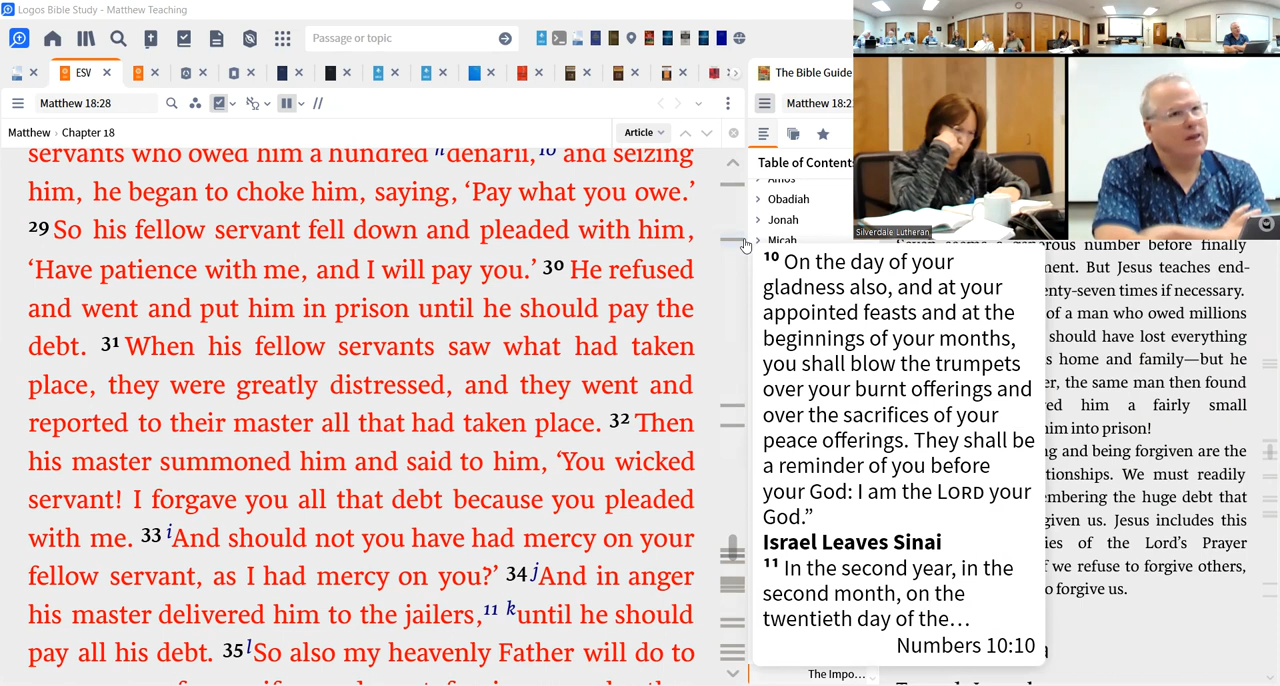 Logos Bible Study - Matthew Teaching
Passage or topic
ESV
The Bible Guide
Matthew 18:28
Matthew 18:2
Matthew › Chapter 18
Article
Table of Contents
servants who owed him a hundred n denarii,10 and seizing
him, he began to choke him, saying, ‘Pay what you owe.’
29 So his fellow servant fell down and pleaded with him,
‘Have patience with me, and I will pay you.’ 30 He refused
and went and put him in prison until he should pay the
debt. 31 When his fellow servants saw what had taken
place, they were greatly distressed, and they went and
reported to their master all that had taken place. 32 Then
his master summoned him and said to him, ‘You wicked
servant! I forgave you all that debt because you pleaded
with me. 33 i And should not you have had mercy on your
fellow servant, as I had mercy on you?’ 34 j And in anger
his master delivered him to the jailers,11 k until he should
pay all his debt. 35 l So also my heavenly Father will do to
Amos
Obadiah
Jonah
Micah
10 On the day of your
gladness also, and at your
appointed feasts and at the
beginnings of your months,
you shall blow the trumpets
over your burnt offerings and
over the sacrifices of your
peace offerings. They shall be
a reminder of you before
your God: I am the LORD your
God.”
Israel Leaves Sinai
11 In the second year, in the
second month, on the
twentieth day of the…
Numbers 10:10
The Impo...
Silverdale Lutheran
number before finally
ment. But Jesus teaches end-
enty-seven times if necessary.
of a man who owed millions
should have lost everything
s home and family—but he
er, the same man then found
ved him a fairly small
him into prison!
ng and being forgiven are the
tionships. We must readily
embering the huge debt that
given us. Jesus includes this
ies of the Lord’s Prayer
f we refuse to forgive others,
o forgive us.